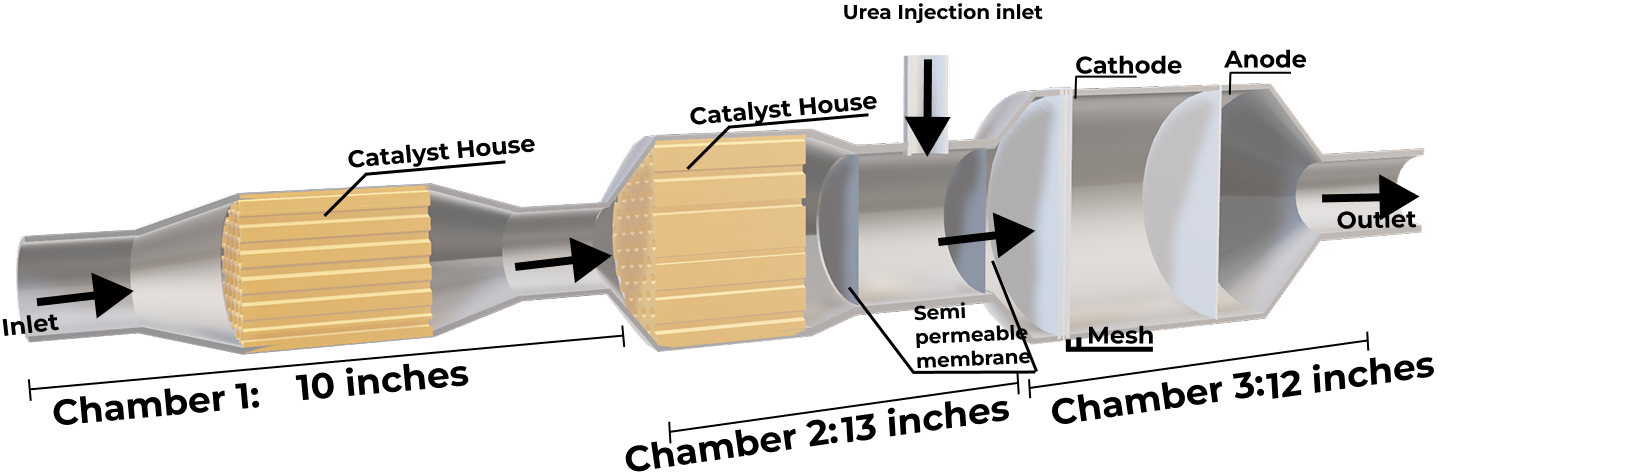 Urea Injection inlet
Cathode
Anode
Catalyst House
Catalyst House
Outlet
Inlet
Semi
permeable
membrane
Mesh
Chamber 1: 10 inches
Chamber 2:13 inches
Chamber 3:12 inches